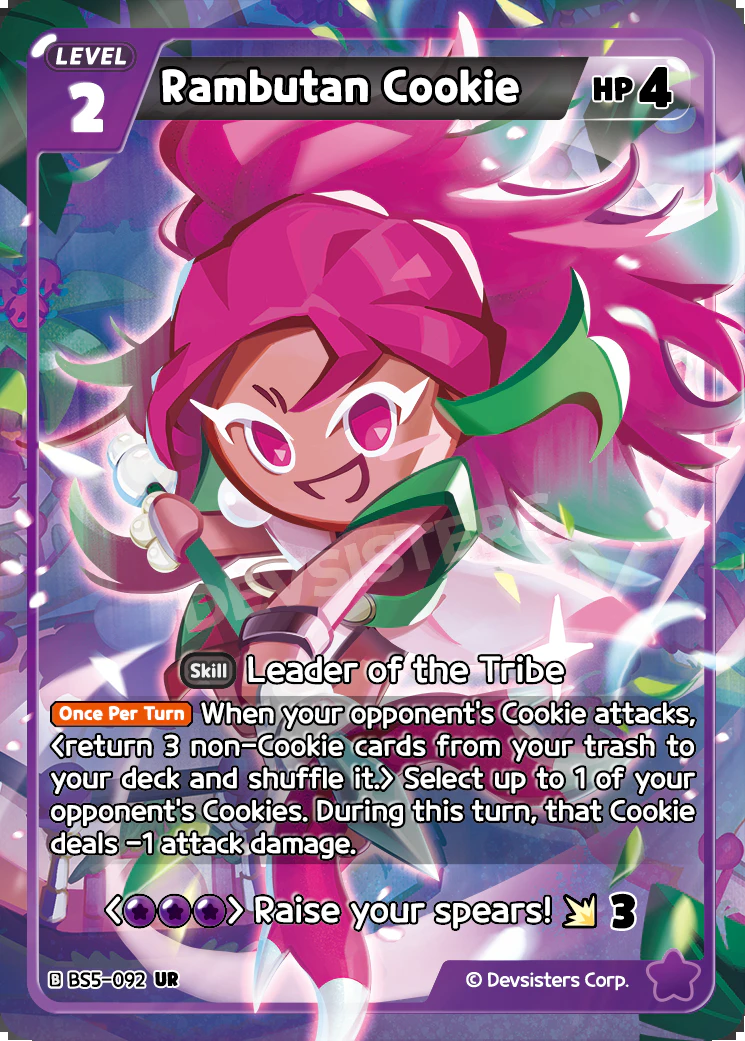 LEVEL
2
Rambutan Cookie
HP 4
DEVSISTERS
Skill Leader of the Tribe
Once Per Turn When your opponent's Cookie attacks,
<return 3 non-Cookie cards from your trash to
your deck and shuffle it.> Select up to 1 of your
opponent's Cookies. During this turn, that Cookie
deals -1 attack damage.
<★★★> Raise your spears! 3
B BS5-092 UR
© Devsisters Corp.